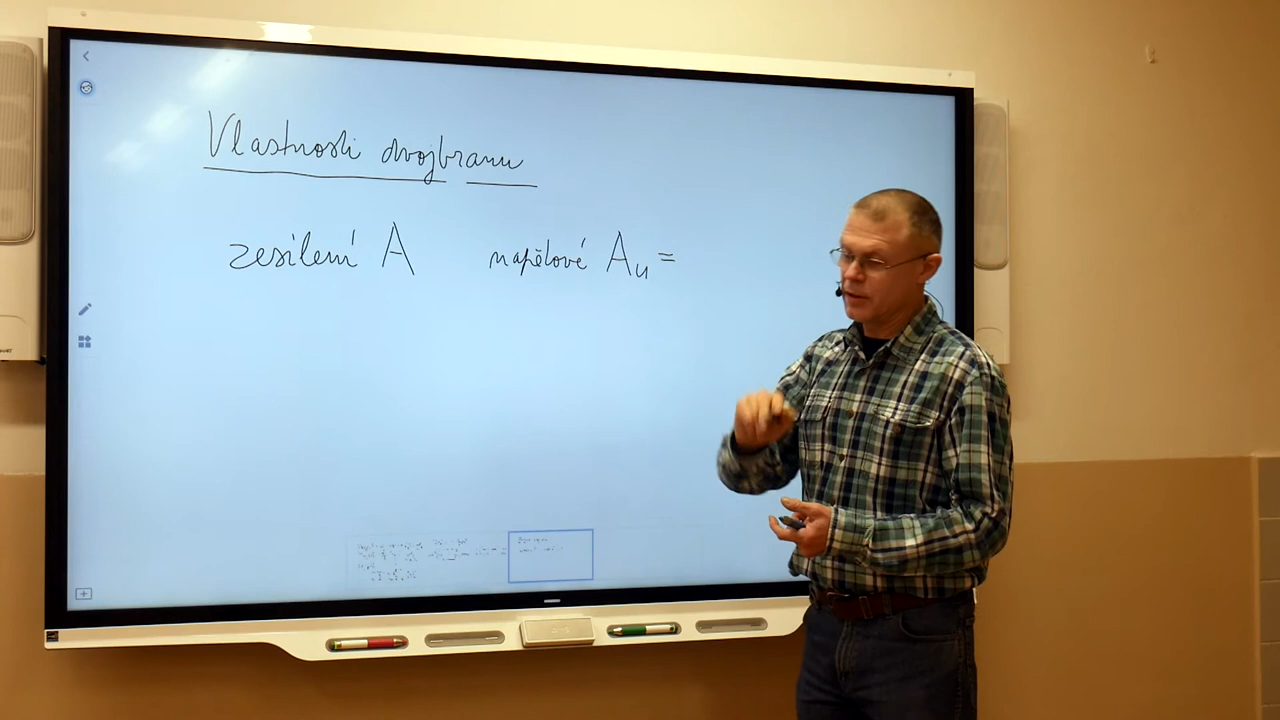 Vlastnosti dvojbranu
zesílení A napěťové Au =